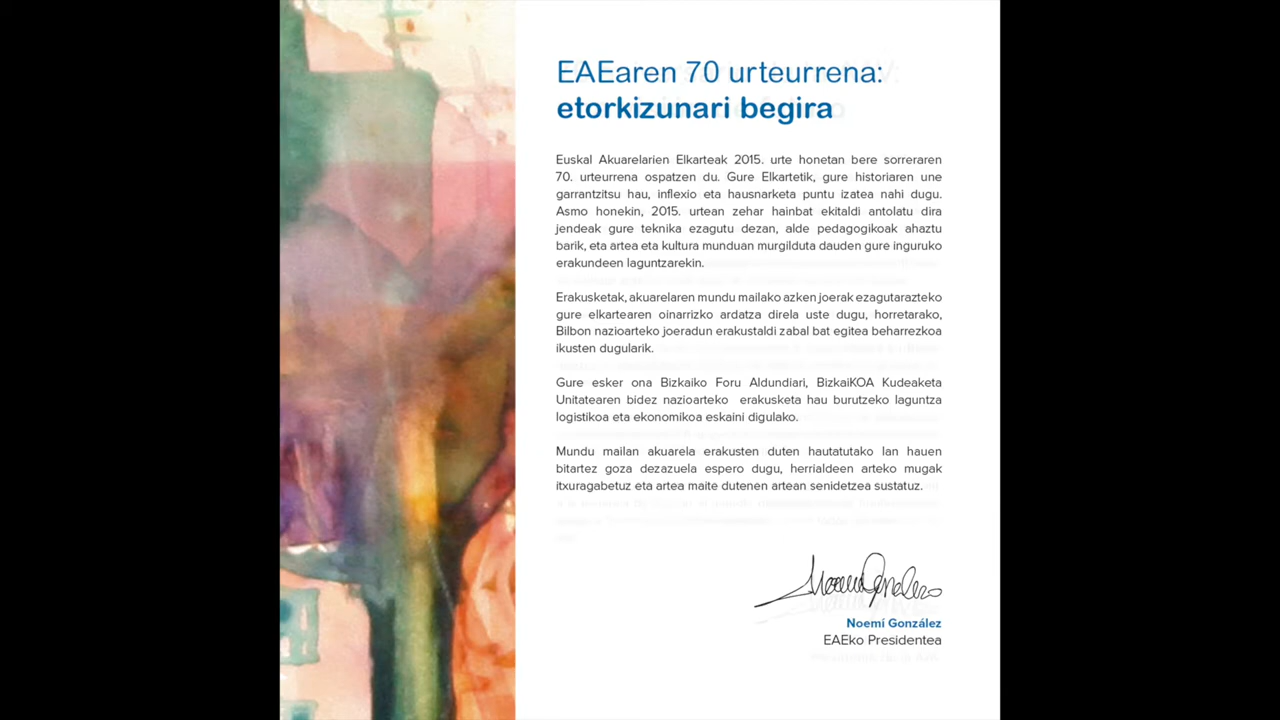 EAEaren 70 urteurrena:
etorkizunari begira
Euskal Akuarelarien Elkarteak 2015. urte honetan bere sorreraren
70. urteurrena ospatzen du. Gure Elkartetik, gure historiaren une
garrantzitsu hau, inflexio eta hausnarketa puntu izatea nahi dugu.
Asmo honekin, 2015. urtean zehar hainbat ekitaldi antolatu dira
jendeak gure teknika ezagutu dezan, alde pedagogikoak ahaztu
barik, eta artea eta kultura munduan murgilduta dauden gure inguruko
erakundeen laguntzarekin.
Erakusketak, akuarelaren mundu mailako azken joerak ezagutarazteko
gure elkartearen oinarrizko ardatza direla uste dugu, horretarako,
Bilbon nazioarteko joeradun erakustaldi zabal bat egitea beharrezkoa
ikusten dugularik.
Gure esker ona Bizkaiko Foru Aldundiari, BizkaiKOA Kudeaketa
Unitatearen bidez nazioarteko erakusketa hau burutzeko laguntza
logistikoa eta ekonomikoa eskaini digulako.
Mundu mailan akuarela erakusten duten hautatutako lan hauen
bitartez goza dezazuela espero dugu, herrialdeen arteko mugak
itxuragabetuz eta artea maite dutenen artean senidetzea sustatuz.
Noemí González
EAEko Presidentea